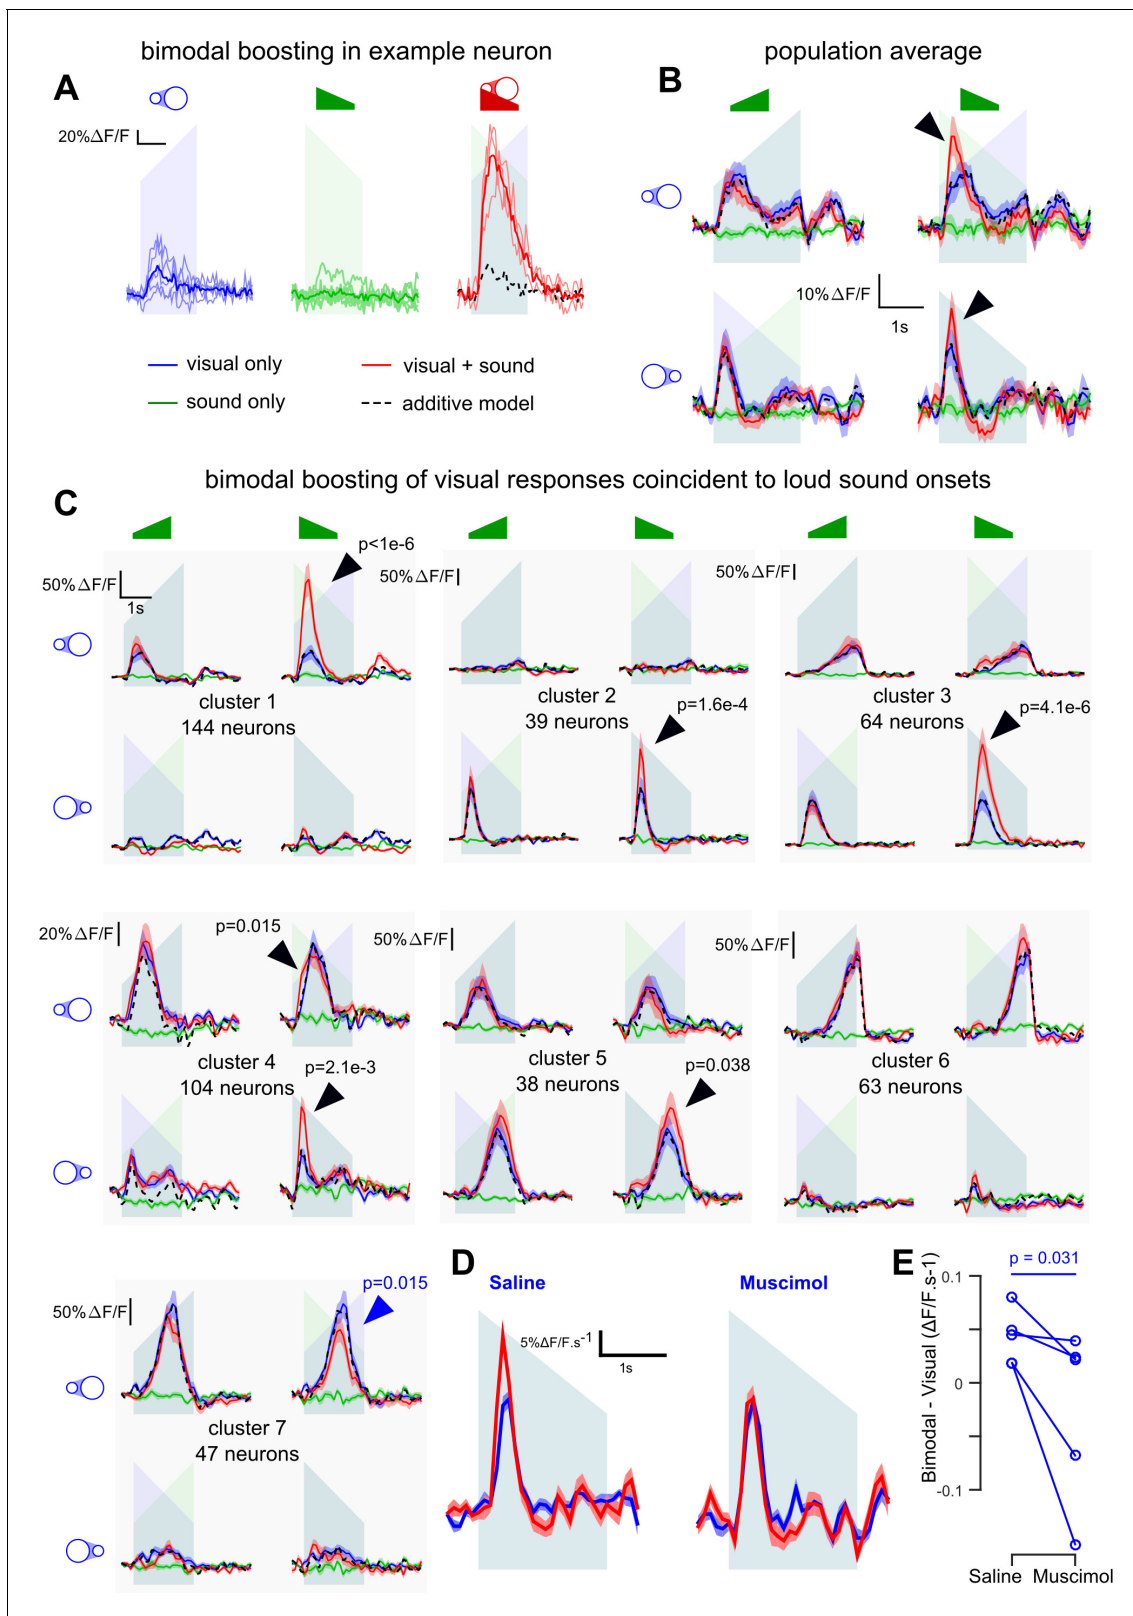 bimodal boosting in example neuron
population average
A
B
20%ΔF/F
10%ΔF/F
1s
visual only
visual + sound
sound only
additive model
bimodal boosting of visual responses coincident to loud sound onsets
C
p<1e-6
50%ΔF/F
50%ΔF/F
50%ΔF/F
1s
cluster 1
144 neurons
cluster 2
39 neurons
p=1.6e-4
cluster 3
64 neurons
p=4.1e-6
20%ΔF/F
p=0.015
50%ΔF/F
50%ΔF/F
cluster 4
104 neurons
p=2.1e-3
cluster 5
38 neurons
p=0.038
cluster 6
63 neurons
50%ΔF/F
p=0.015
cluster 7
47 neurons
D
Saline
Muscimol
5%ΔF/F.s-1
1s
E
p = 0.031
Bimodal - Visual (ΔF/F.s-1)
0.1
0
-0.1
Saline Muscimol